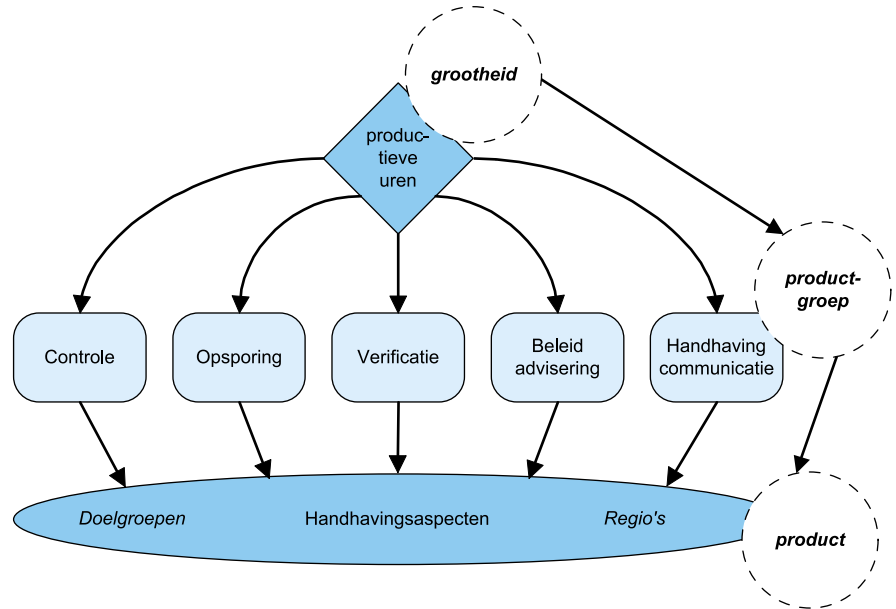 grootheid
produc-
tieve
uren
product-
groep
Controle
Opsporing
Verificatie
Beleid
advisering
Handhaving
communicatie
Doelgroepen
Handhavingsaspecten
Regio's
product